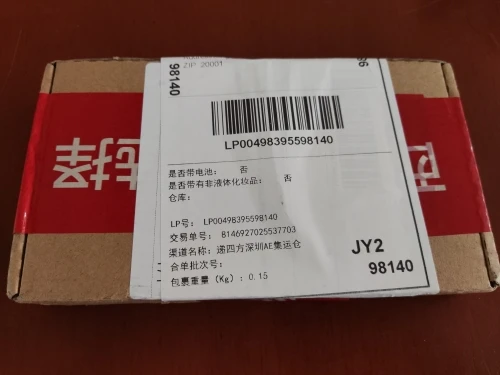 ZIP 20001
98140
LP00498395598140
是否带电池： 否
是否带有非液体化妆品： 否
仓库：
LP号： LP00498395598140
交易单号： 8146927025537703
渠道名称：递四方深圳AE集运仓
合单批次号：
包裹重量（Kg）：0.15
JY2
98140
择